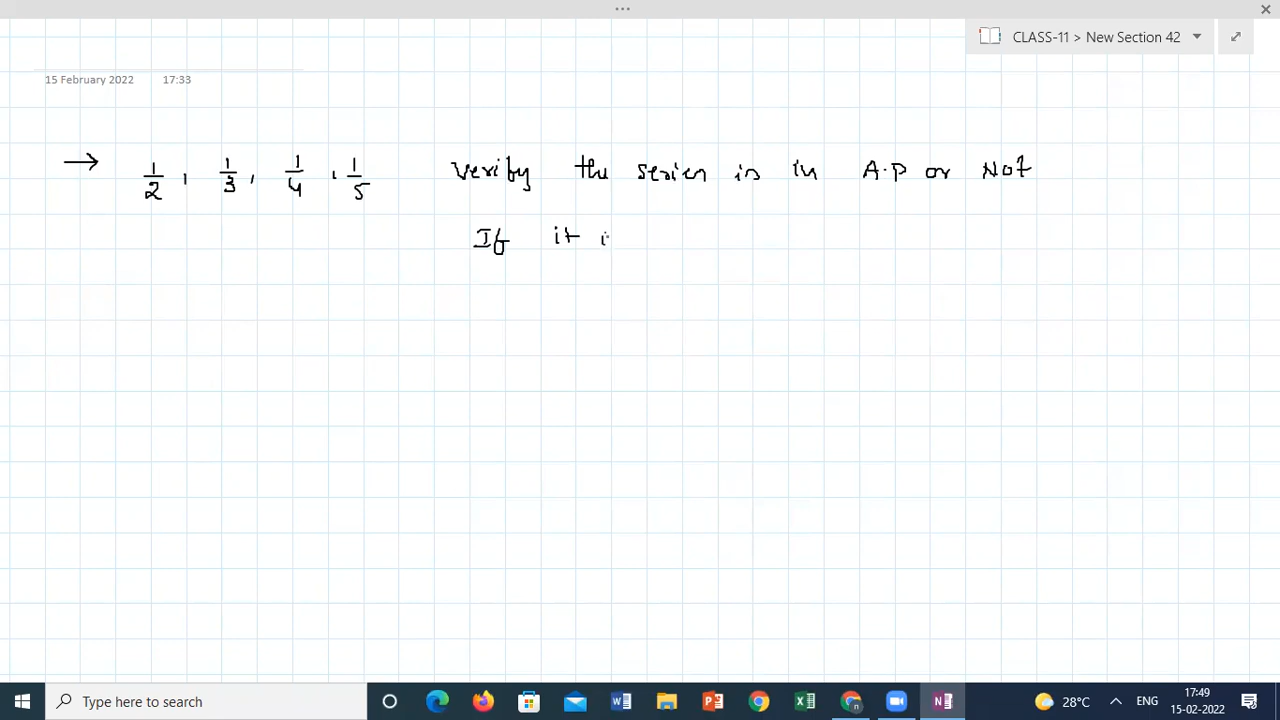 CLASS-11 > New Section 42
15 February 2022 17:33
→ 1/2, 1/3, 1/4, 1/5 Verify the series is in A.P or Not
If it i
Type here to search
28°C ENG 17:49
15-02-2022